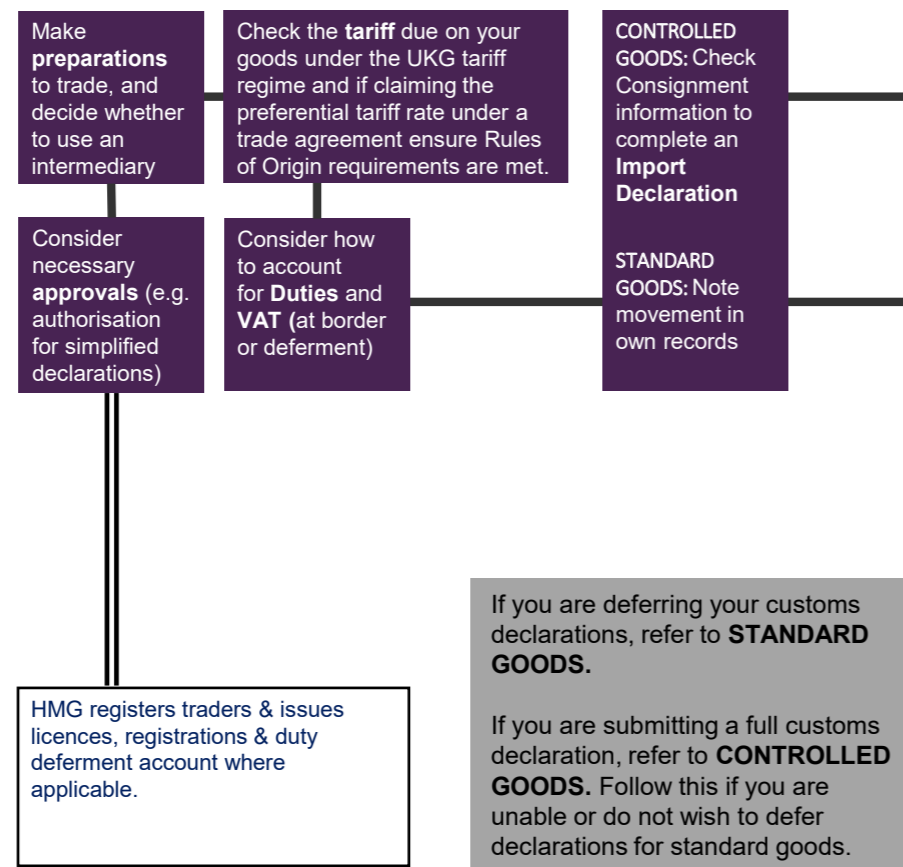 Make
preparations
to trade, and
decide whether
to use an
intermediary
Check the tariff due on your
goods under the UKG tariff
regime and if claiming the
preferential tariff rate under a
trade agreement ensure Rules
of Origin requirements are met.
CONTROLLED
GOODS: Check
Consignment
information to
complete an
Import
Declaration
STANDARD
GOODS: Note
movement in
own records
Consider
necessary
approvals (e.g.
authorisation
for simplified
declarations)
Consider how
to account
for Duties and
VAT (at border
or deferment)
HMG registers traders & issues
licences, registrations & duty
deferment account where
applicable.
If you are deferring your customs
declarations, refer to STANDARD
GOODS.
If you are submitting a full customs
declaration, refer to CONTROLLED
GOODS. Follow this if you are
unable or do not wish to defer
declarations for standard goods.